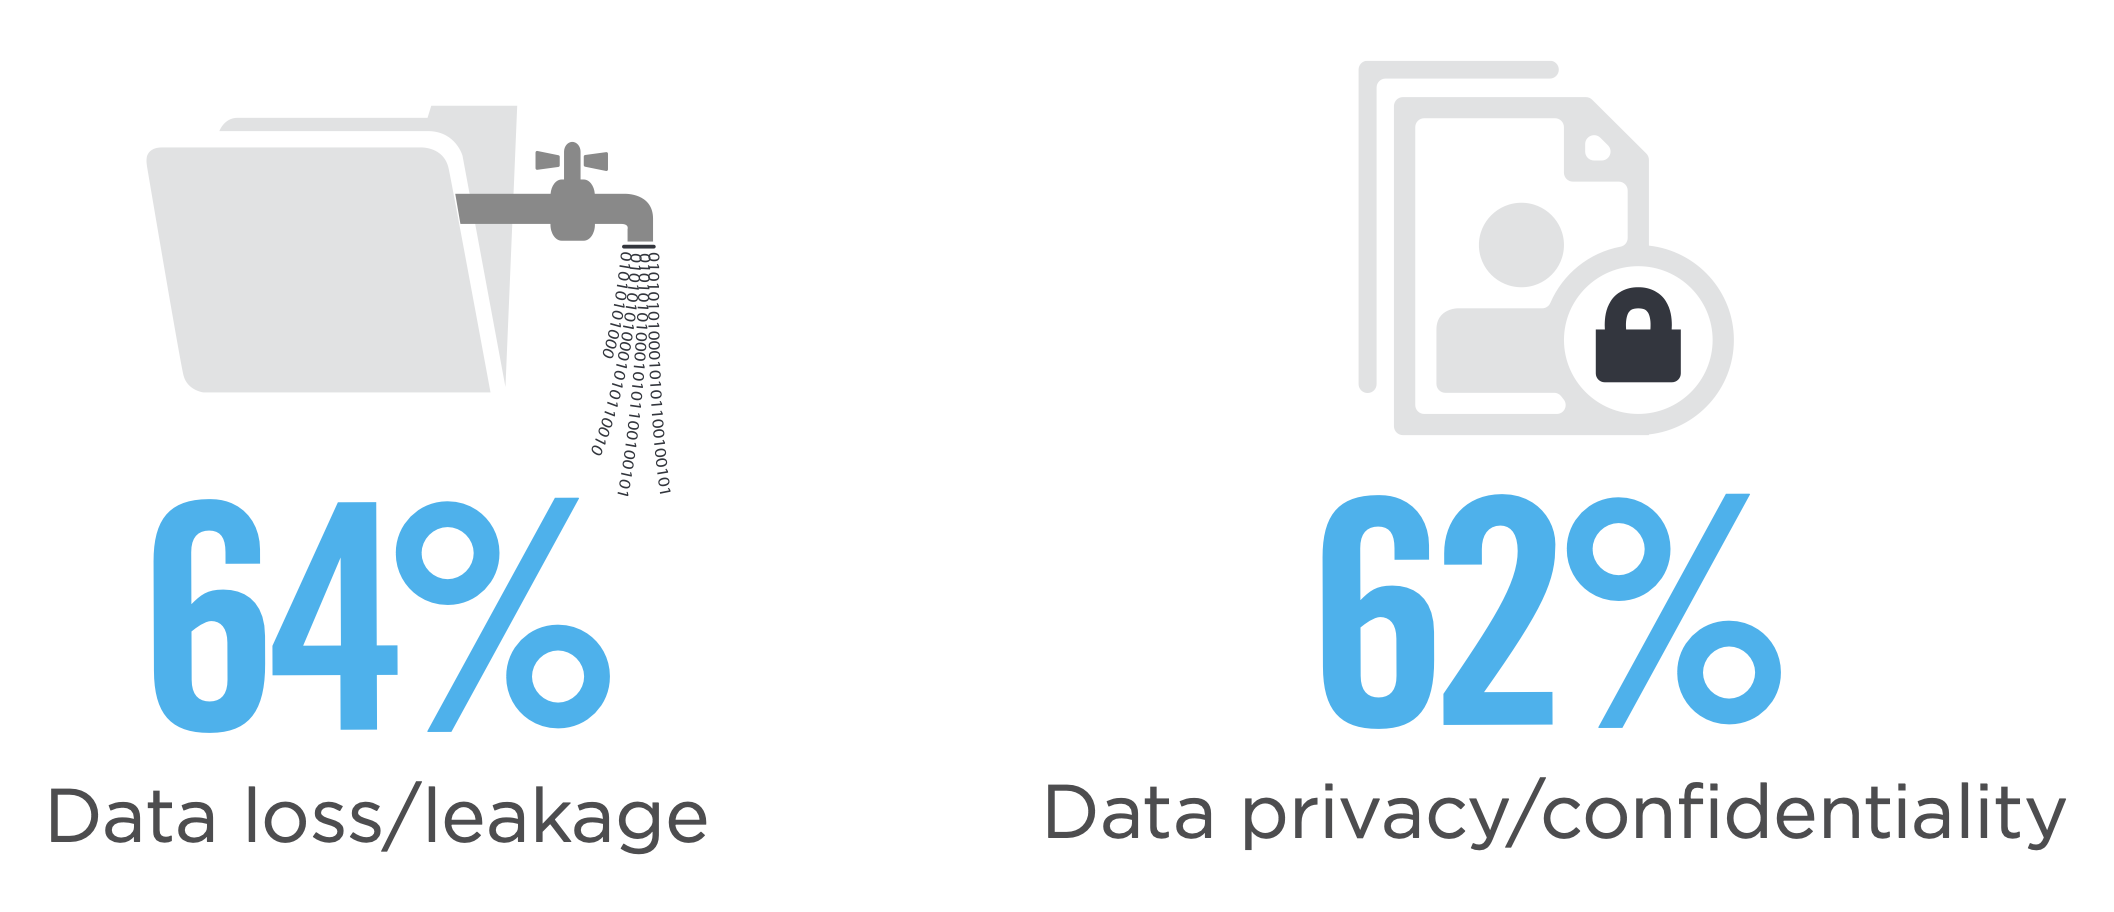 64%
Data loss/leakage
62%
Data privacy/confidentiality